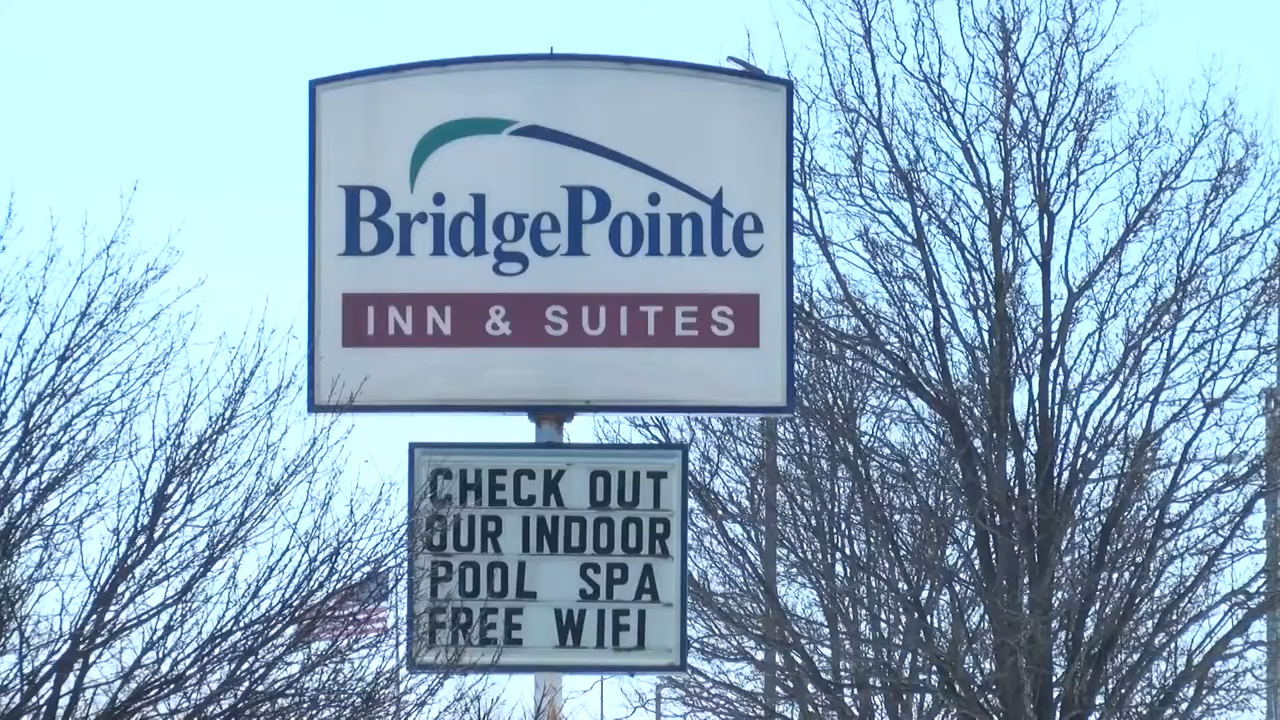 BridgePointe
INN & SUITES
CHECK OUT
OUR INDOOR
POOL SPA
FREE WIFI